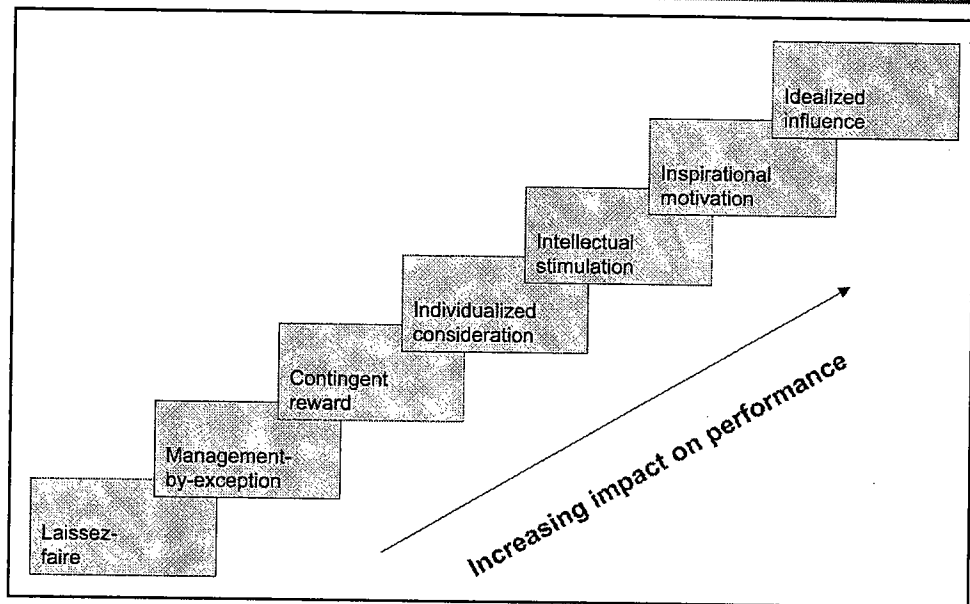 Idealized
influence
Inspirational
motivation
Intellectual
stimulation
Individualized
consideration
Contingent
reward
Management-
by-exception
Laissez-
faire
Increasing impact on performance